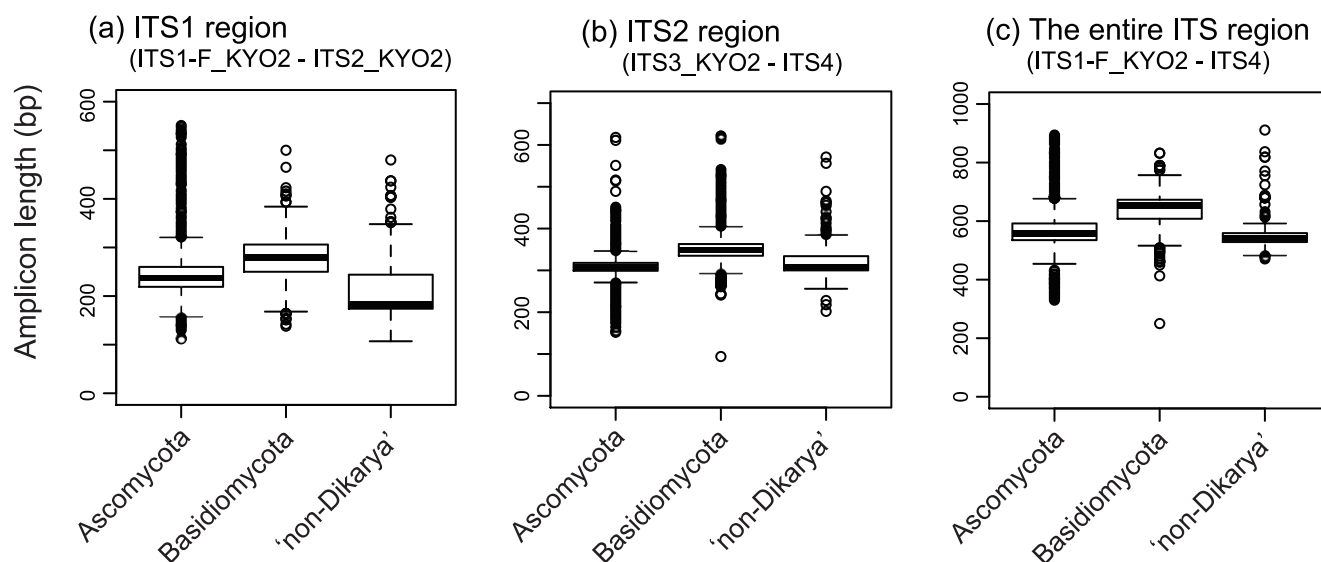 (a) ITS1 region
(ITS1-F_KYO2 - ITS2_KYO2)
(b) ITS2 region
(ITS3_KYO2 - ITS4)
(c) The entire ITS region
(ITS1-F_KYO2 - ITS4)
Amplicon length (bp)
600
400
200
0
Ascomycota
Basidiomycota
‘non-Dikarya’
600
400
200
0
Ascomycota
Basidiomycota
‘non-Dikarya’
1000
800
600
400
200
0
Ascomycota
Basidiomycota
‘non-Dikarya’